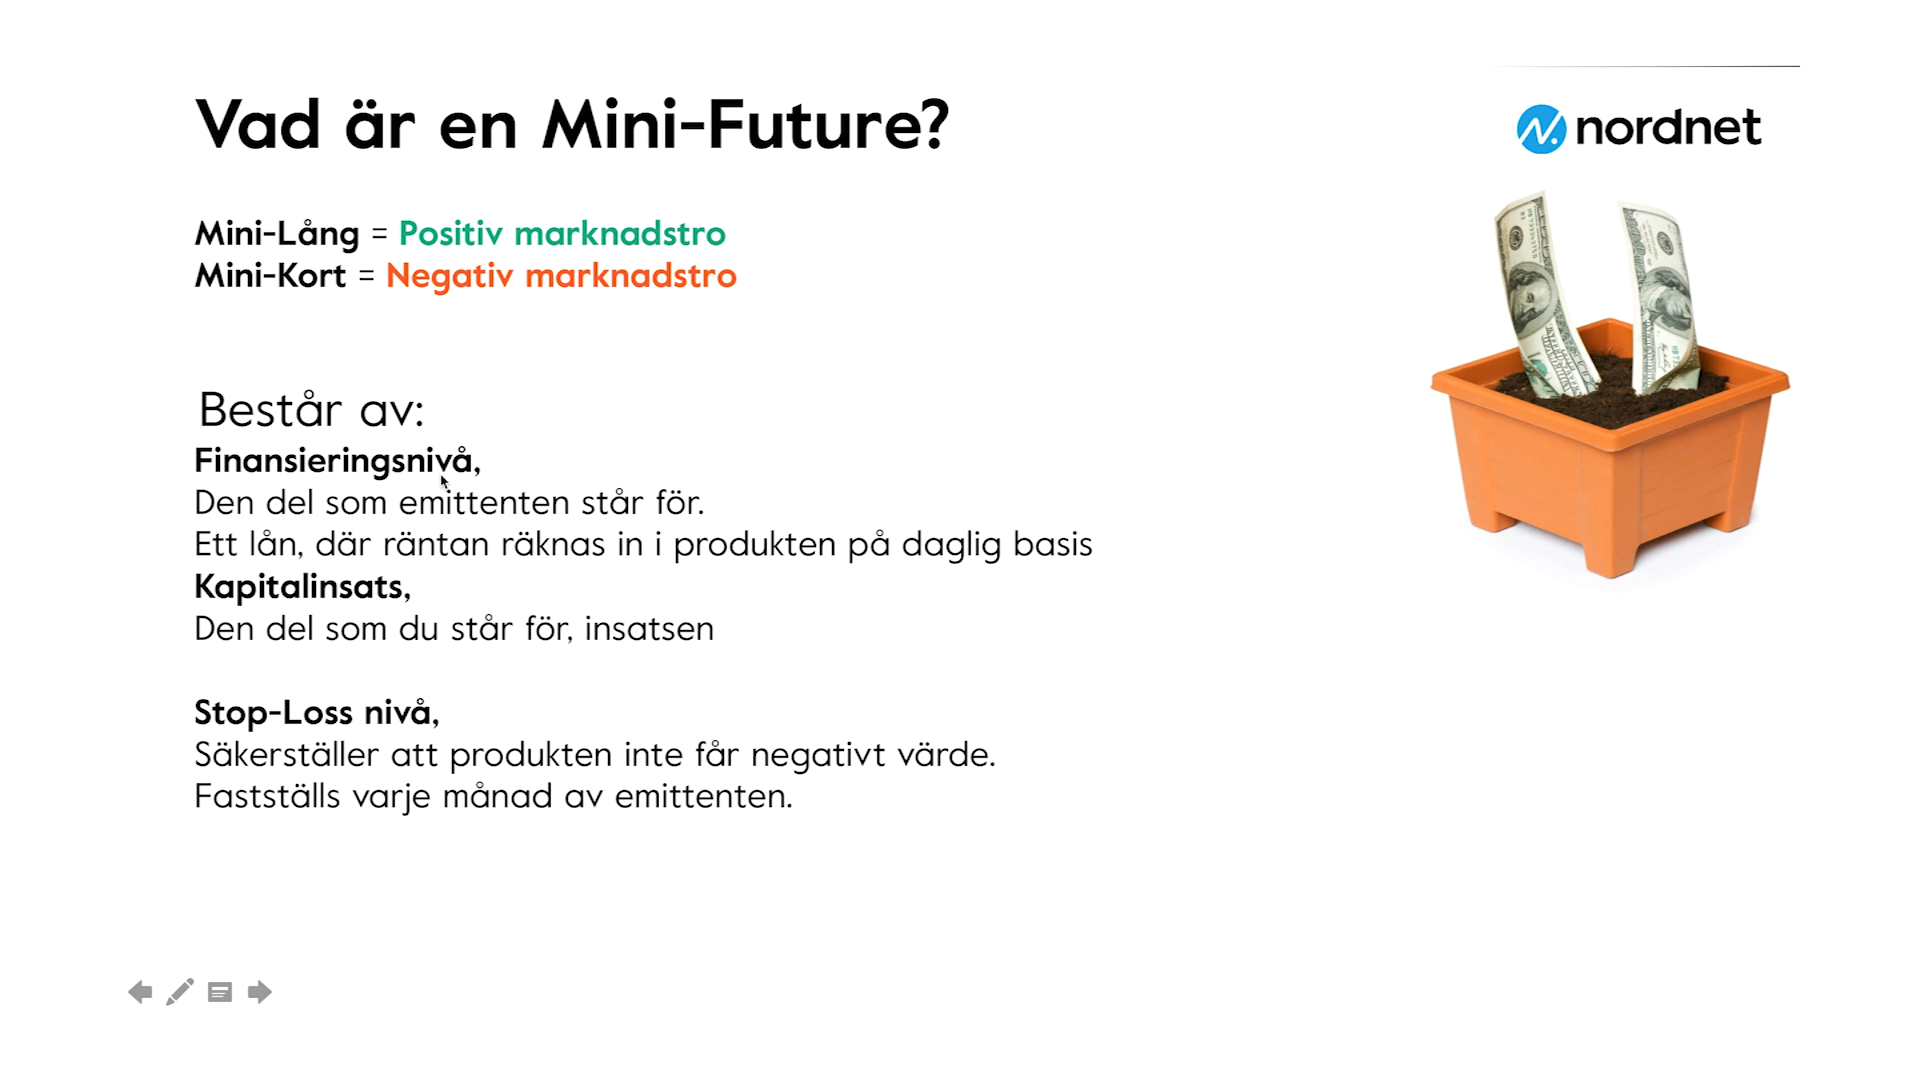 Vad är en Mini-Future?
nordnet
Mini-Lång = Positiv marknadstro
Mini-Kort = Negativ marknadstro
Består av:
Finansieringsnivå,
Den del som emittenten står för.
Ett lån, där räntan räknas in i produkten på daglig basis
Kapitalinsats,
Den del som du står för, insatsen
Stop-Loss nivå,
Säkerställer att produkten inte får negativt värde.
Fastställs varje månad av emittenten.